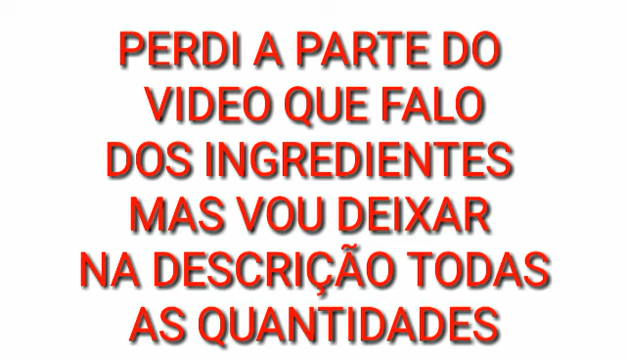 PERDI A PARTE DO
VIDEO QUE FALO
DOS INGREDIENTES
MAS VOU DEIXAR
NA DESCRIÇÃO TODAS
AS QUANTIDADES